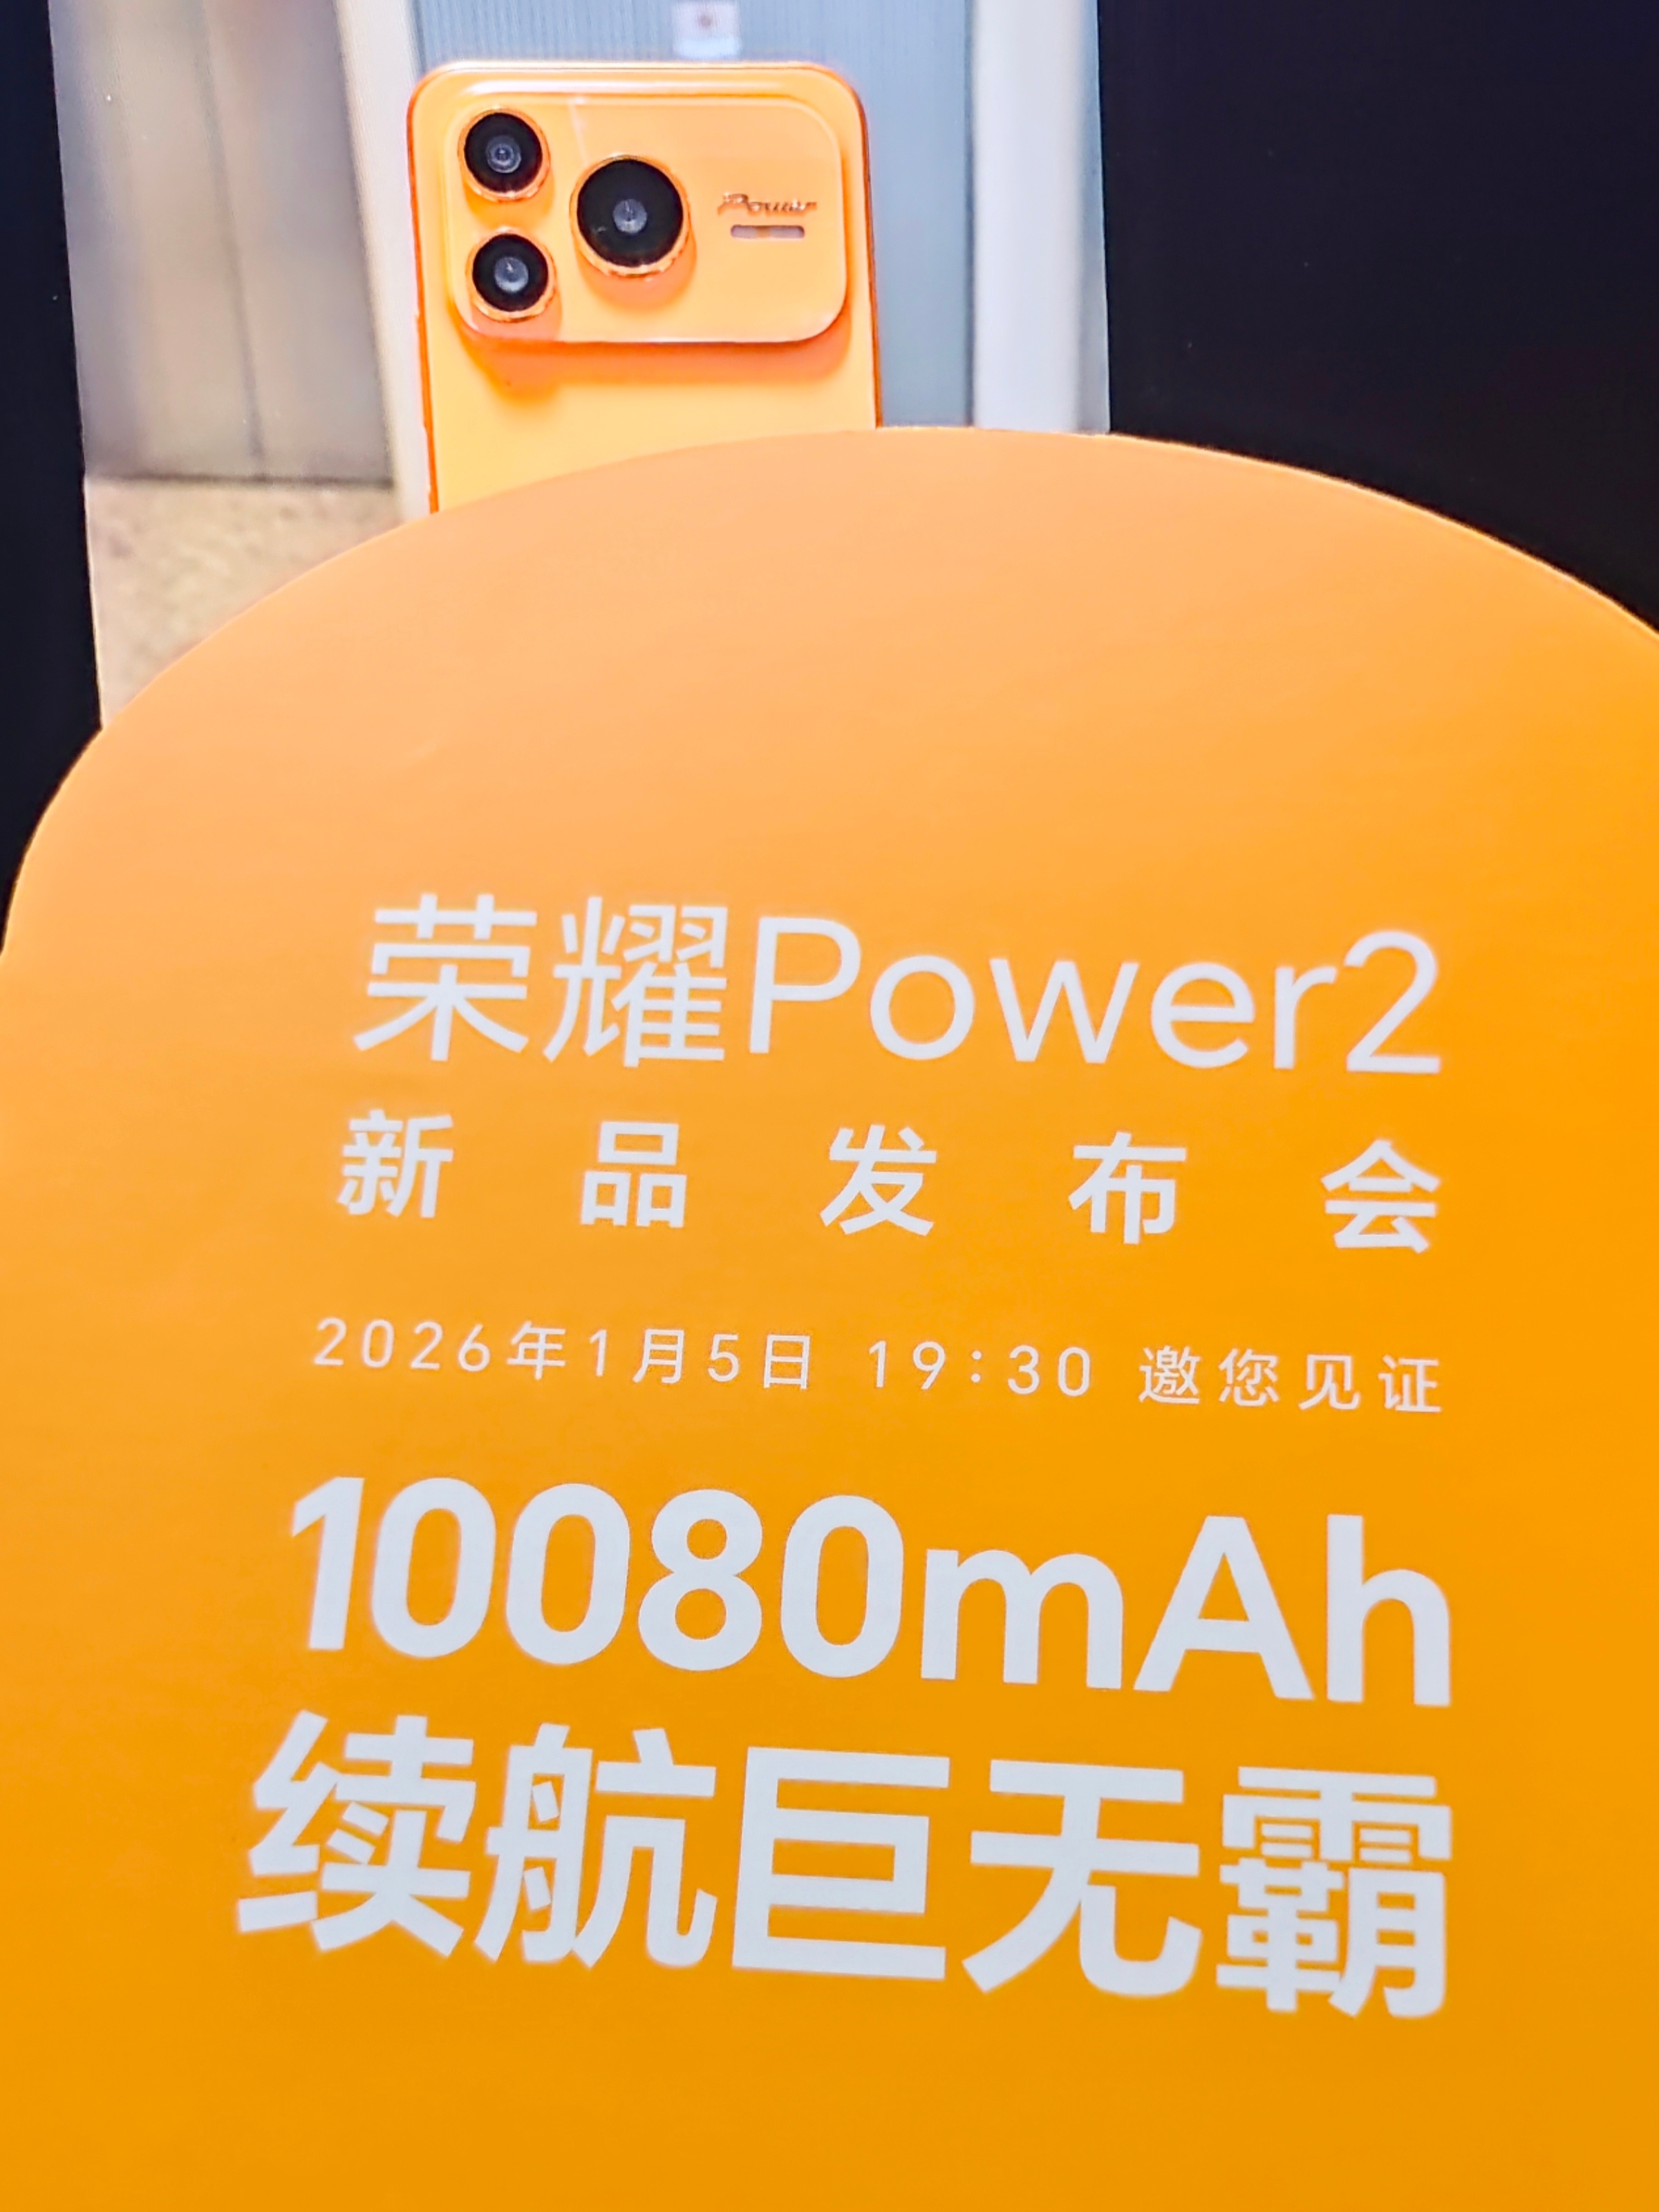 Power
荣耀Power2
新品发布会
2026年1月5日 19:30 邀您见证
10080mAh
续航巨无霸